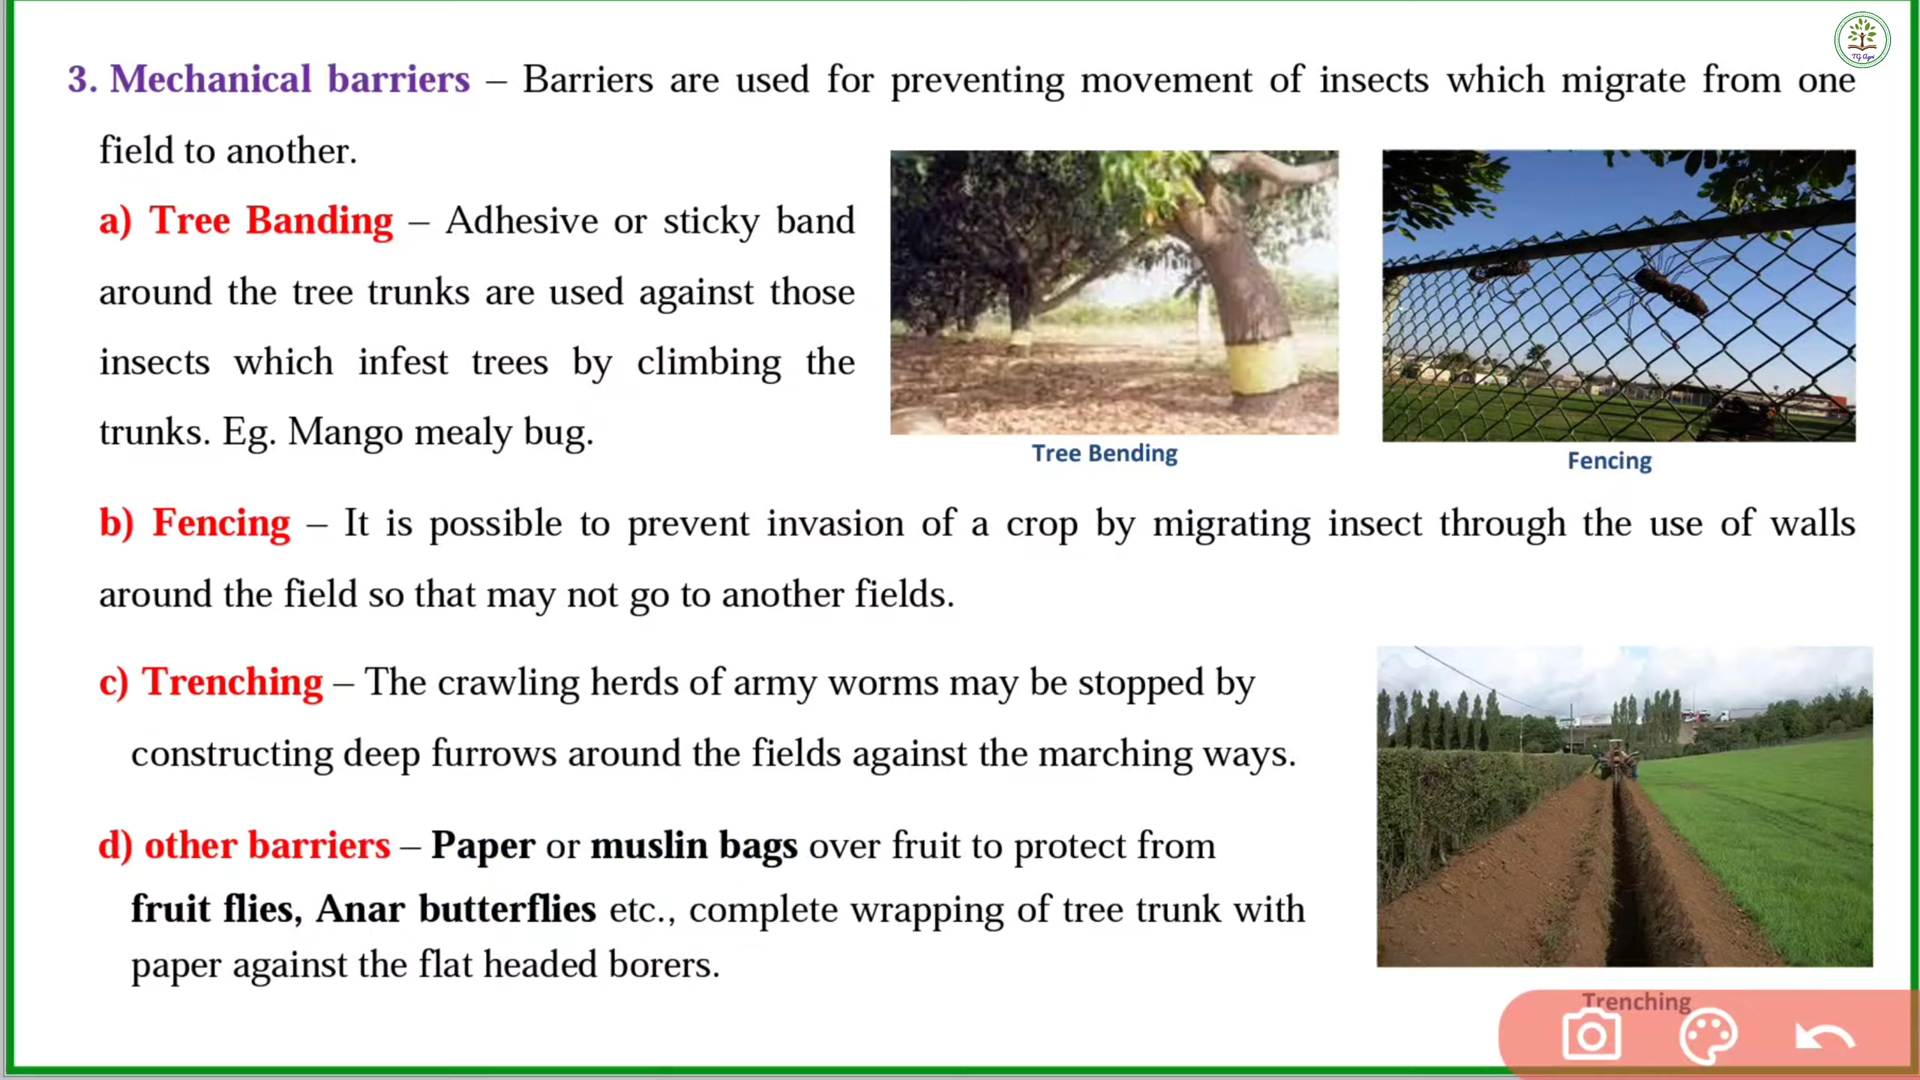 TG Agri
3. Mechanical barriers – Barriers are used for preventing movement of insects which migrate from one
field to another.
a) Tree Banding – Adhesive or sticky band
around the tree trunks are used against those
insects which infest trees by climbing the
trunks. Eg. Mango mealy bug.
Tree Bending
Fencing
b) Fencing – It is possible to prevent invasion of a crop by migrating insect through the use of walls
around the field so that may not go to another fields.
c) Trenching – The crawling herds of army worms may be stopped by
constructing deep furrows around the fields against the marching ways.
d) other barriers – Paper or muslin bags over fruit to protect from
fruit flies, Anar butterflies etc., complete wrapping of tree trunk with
paper against the flat headed borers.
Trenching